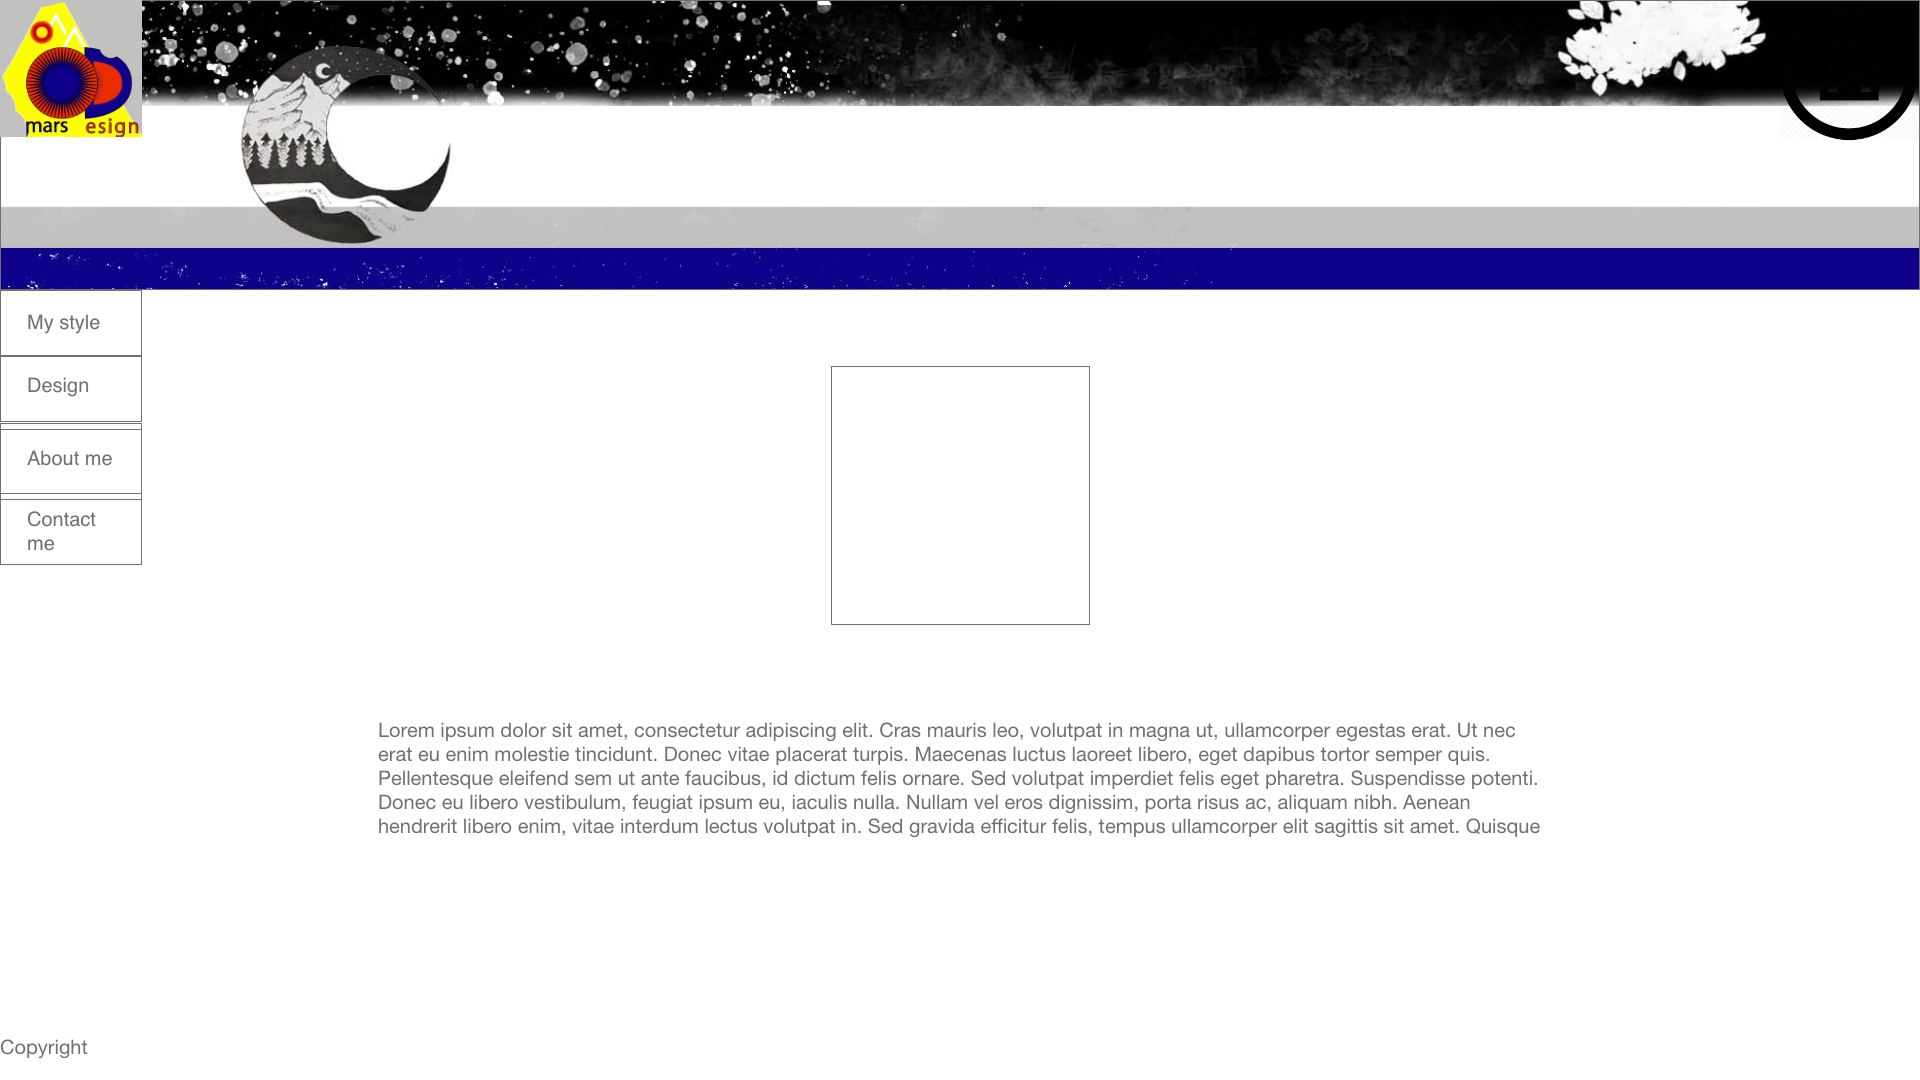 mars
esign
My style
Design
About me
Contact
me
Lorem ipsum dolor sit amet, consectetur adipiscing elit. Cras mauris leo, volutpat in magna ut, ullamcorper egestas erat. Ut nec
erat eu enim molestie tincidunt. Donec vitae placerat turpis. Maecenas luctus laoreet libero, eget dapibus tortor semper quis.
Pellentesque eleifend sem ut ante faucibus, id dictum felis ornare. Sed volutpat imperdiet felis eget pharetra. Suspendisse potenti.
Donec eu libero vestibulum, feugiat ipsum eu, iaculis nulla. Nullam vel eros dignissim, porta risus ac, aliquam nibh. Aenean
hendrerit libero enim, vitae interdum lectus volutpat in. Sed gravida efficitur felis, tempus ullamcorper elit sagittis sit amet. Quisque
Copyright